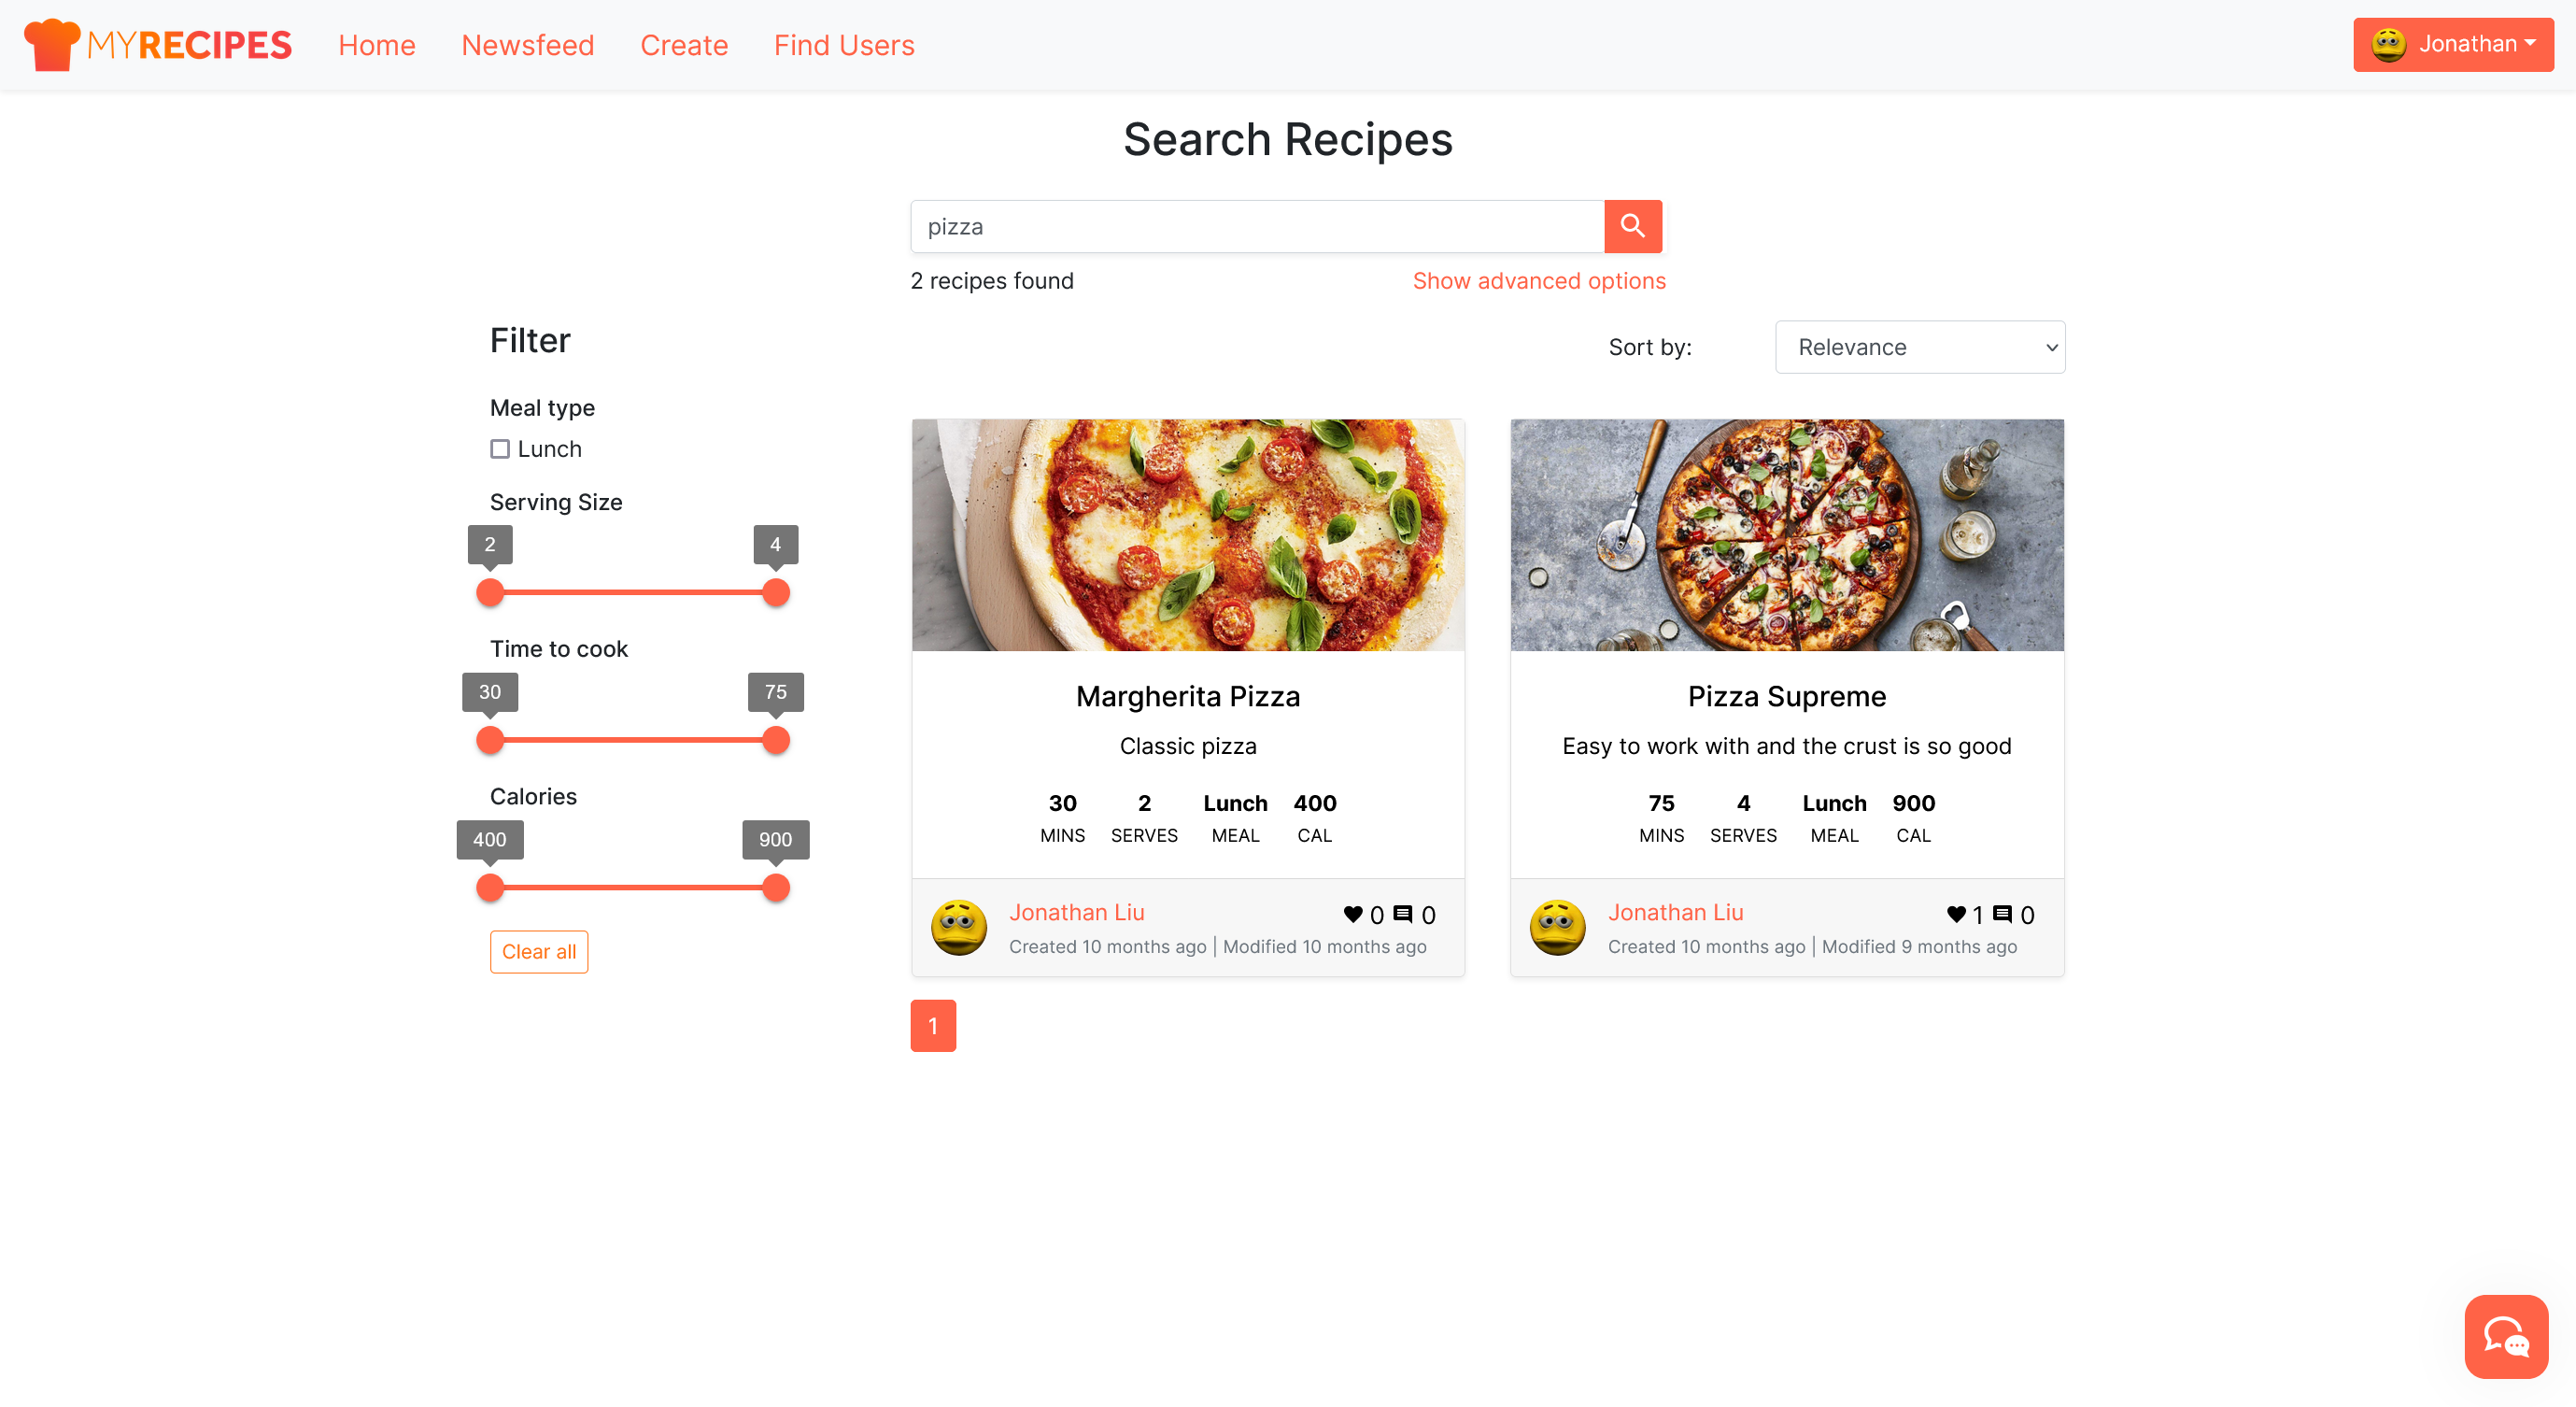 MYRECIPES Home Newsfeed Create Find Users Jonathan
Search Recipes
pizza
2 recipes found Show advanced options
Filter
Sort by: Relevance
Meal type
Lunch
Serving Size
2 4
Time to cook
30 75
Calories
400 900
Clear all
Margherita Pizza
Classic pizza
30 2 Lunch 400
MINS SERVES MEAL CAL
Jonathan Liu 0 0
Created 10 months ago | Modified 10 months ago
Pizza Supreme
Easy to work with and the crust is so good
75 4 Lunch 900
MINS SERVES MEAL CAL
Jonathan Liu 1 0
Created 10 months ago | Modified 9 months ago
1